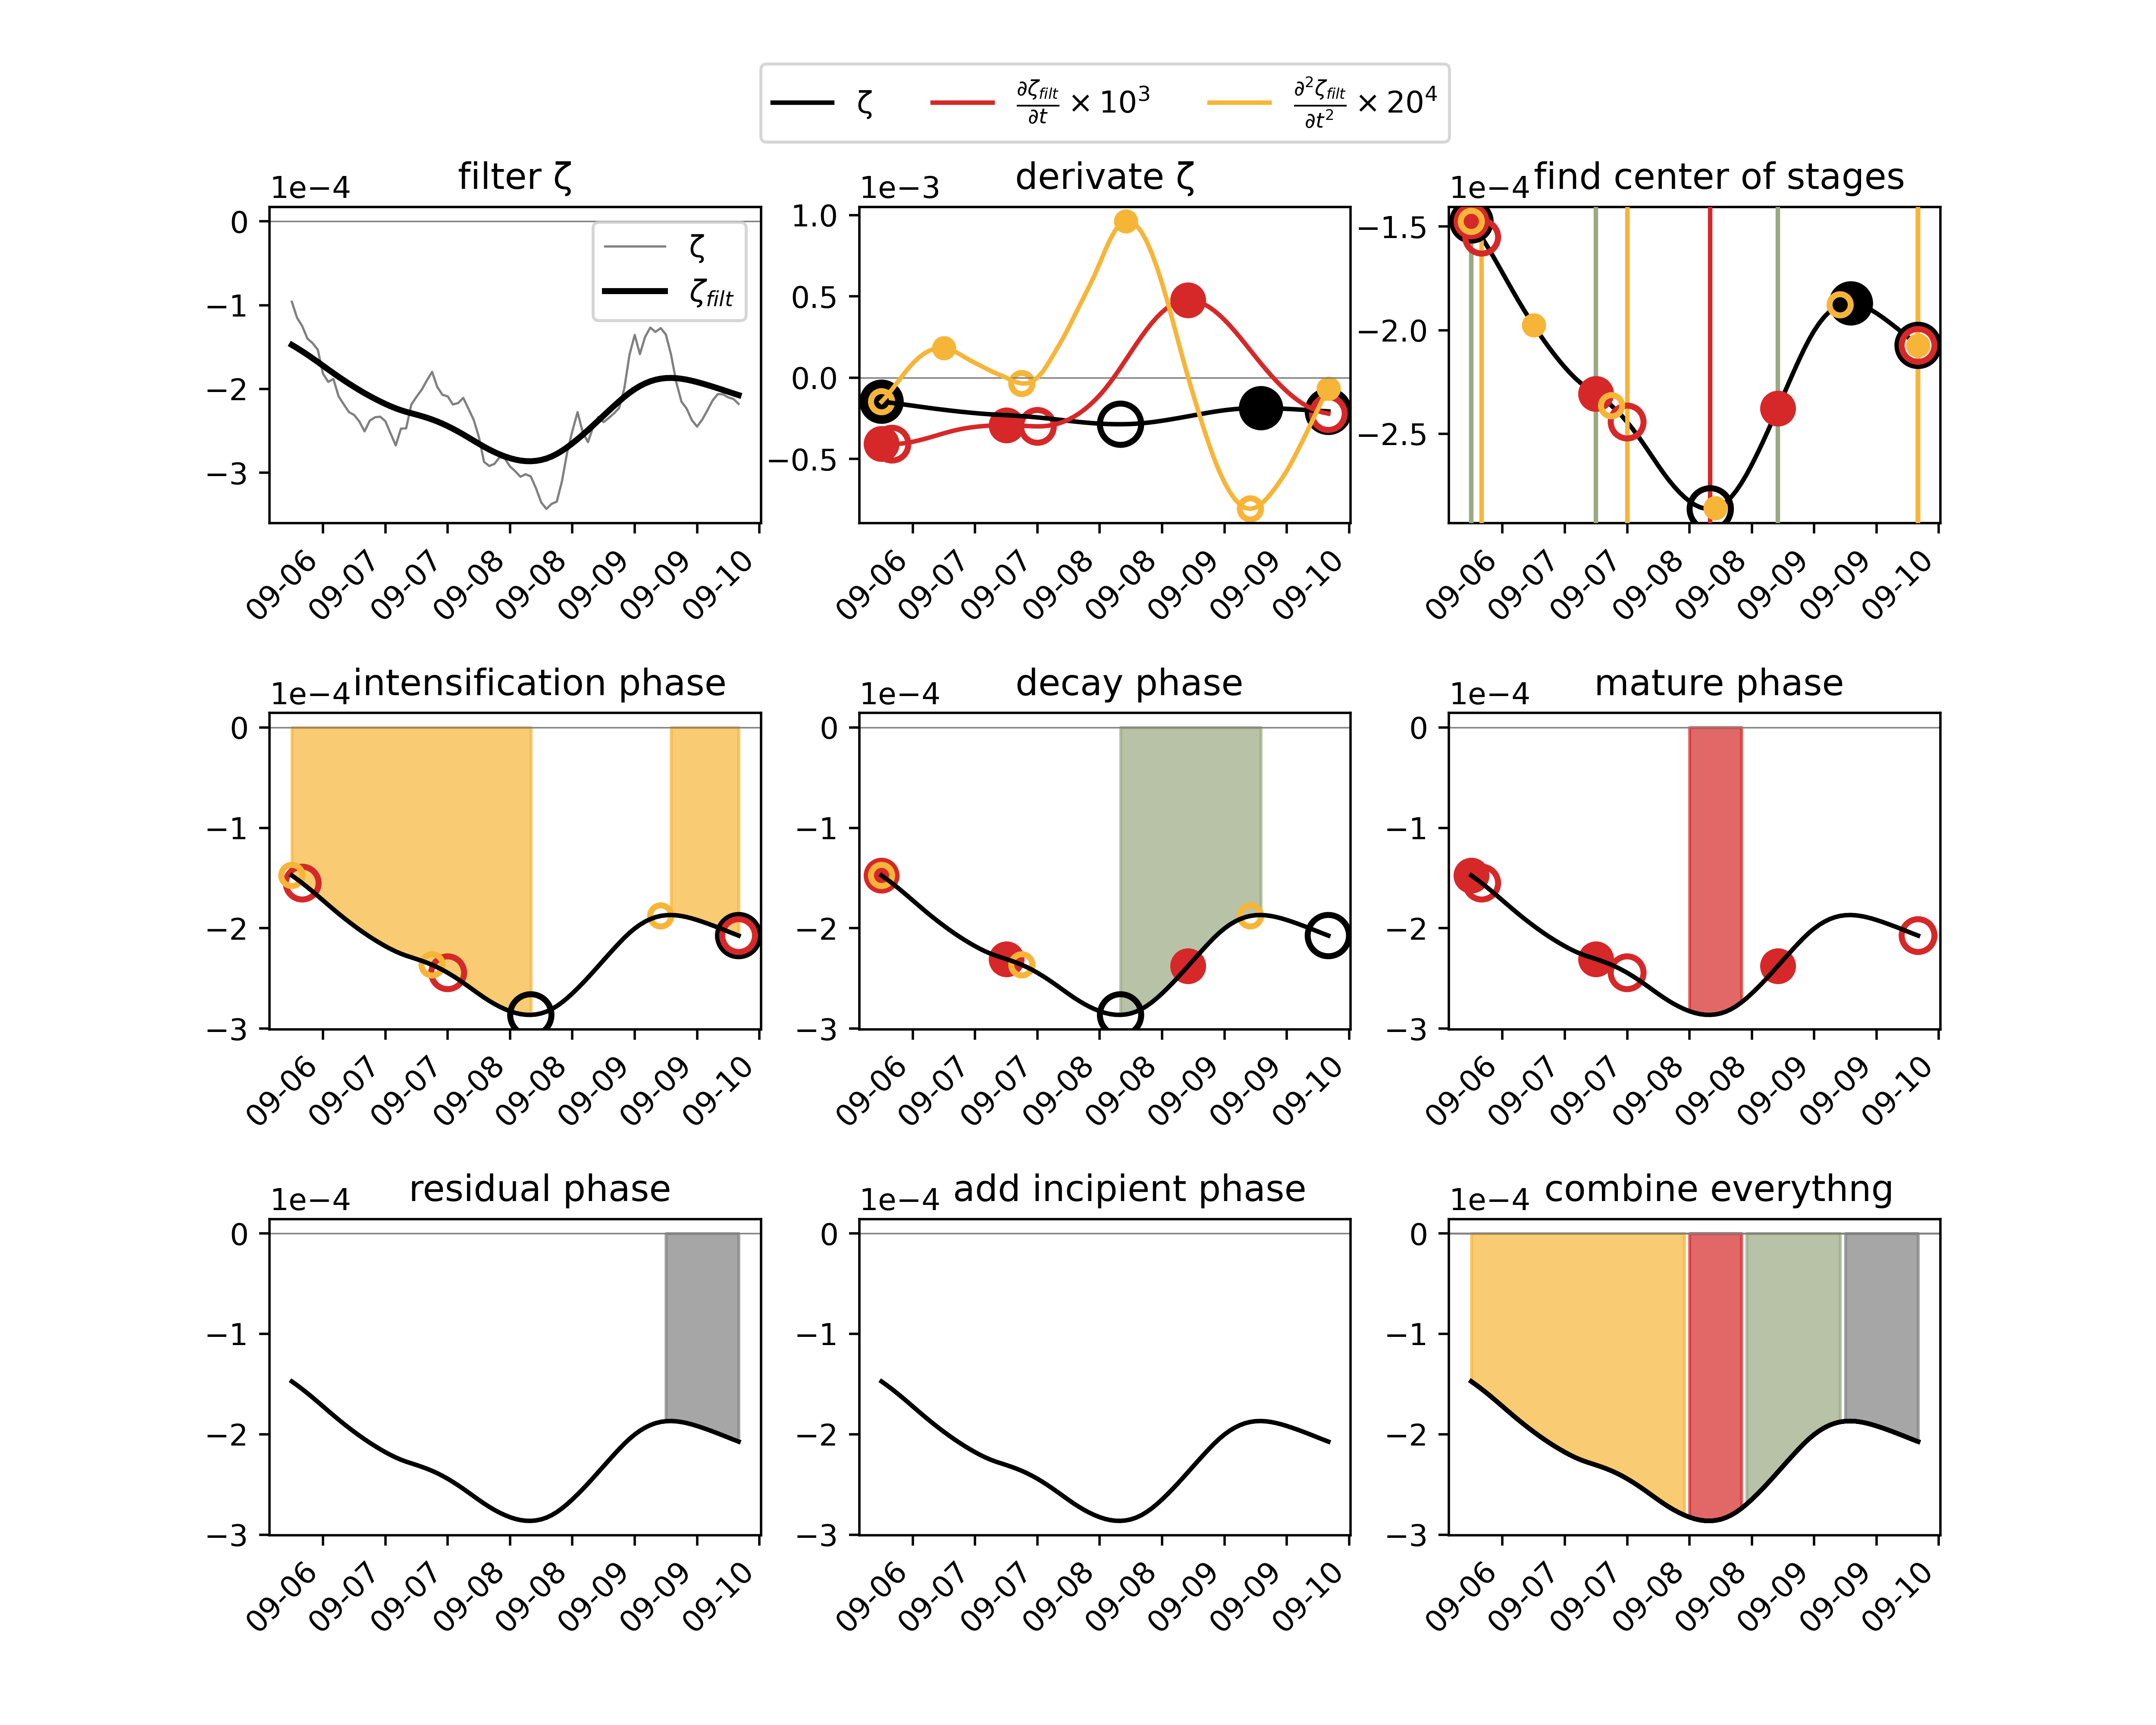 ζ ∂ζ_filt/∂t × 10³ ∂²ζ_filt/∂t² × 20⁴
filter ζ
1e−4
0
−1
−2
−3
ζ
ζ_filt
09-06 09-07 09-07 09-08 09-08 09-09 09-09 09-10
derivate ζ
1e−3
1.0
0.5
0.0
−0.5
09-06 09-07 09-07 09-08 09-08 09-09 09-09 09-10
find center of stages
1e−4
−1.5
−2.0
−2.5
09-06 09-07 09-07 09-08 09-08 09-09 09-09 09-10
intensification phase
1e−4
0
−1
−2
−3
09-06 09-07 09-07 09-08 09-08 09-09 09-09 09-10
decay phase
1e−4
0
−1
−2
−3
09-06 09-07 09-07 09-08 09-08 09-09 09-09 09-10
mature phase
1e−4
0
−1
−2
−3
09-06 09-07 09-07 09-08 09-08 09-09 09-09 09-10
residual phase
1e−4
0
−1
−2
−3
09-06 09-07 09-07 09-08 09-08 09-09 09-09 09-10
add incipient phase
1e−4
0
−1
−2
−3
09-06 09-07 09-07 09-08 09-08 09-09 09-09 09-10
combine everythng
1e−4
0
−1
−2
−3
09-06 09-07 09-07 09-08 09-08 09-09 09-09 09-10